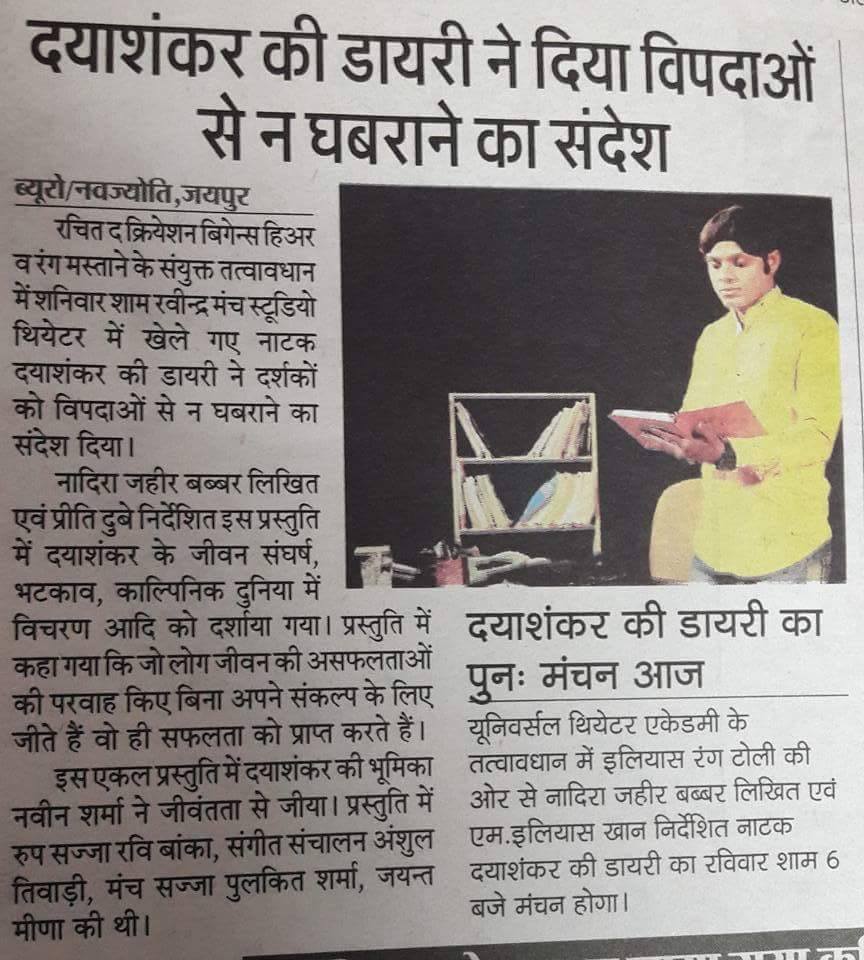 दयाशंकर की डायरी ने दिया विपदाओं
से न घबराने का संदेश
ब्यूरो/नवज्योति,जयपुर
रचित द क्रियेशन बिगेन्स हिअर
व रंग मस्ताने के संयुक्त तत्वावधान
में शनिवार शाम रवीन्द्र मंच स्टूडियो
थियेटर में खेले गए नाटक
दयाशंकर की डायरी ने दर्शकों
को विपदाओं से न घबराने का
संदेश दिया।
नादिरा जहीर बब्बर लिखित
एवं प्रीति दुबे निर्देशित इस प्रस्तुति
में दयाशंकर के जीवन संघर्ष,
भटकाव, काल्पिनिक दुनिया में
विचरण आदि को दर्शाया गया। प्रस्तुति में
कहा गया कि जो लोग जीवन की असफलताओं
की परवाह किए बिना अपने संकल्प के लिए
जीते हैं वो ही सफलता को प्राप्त करते हैं।
इस एकल प्रस्तुति में दयाशंकर की भूमिका
नवीन शर्मा ने जीवंतता से जीया। प्रस्तुति में
रुप सज्जा रवि बांका, संगीत संचालन अंशुल
तिवाड़ी, मंच सज्जा पुलकित शर्मा, जयन्त
मीणा की थी।
दयाशंकर की डायरी का
पुनः मंचन आज
यूनिवर्सल थियेटर एकेडमी के
तत्वावधान में इलियास रंग टोली की
ओर से नादिरा जहीर बब्बर लिखित एवं
एम.इलियास खान निर्देशित नाटक
दयाशंकर की डायरी का रविवार शाम 6
बजे मंचन होगा।